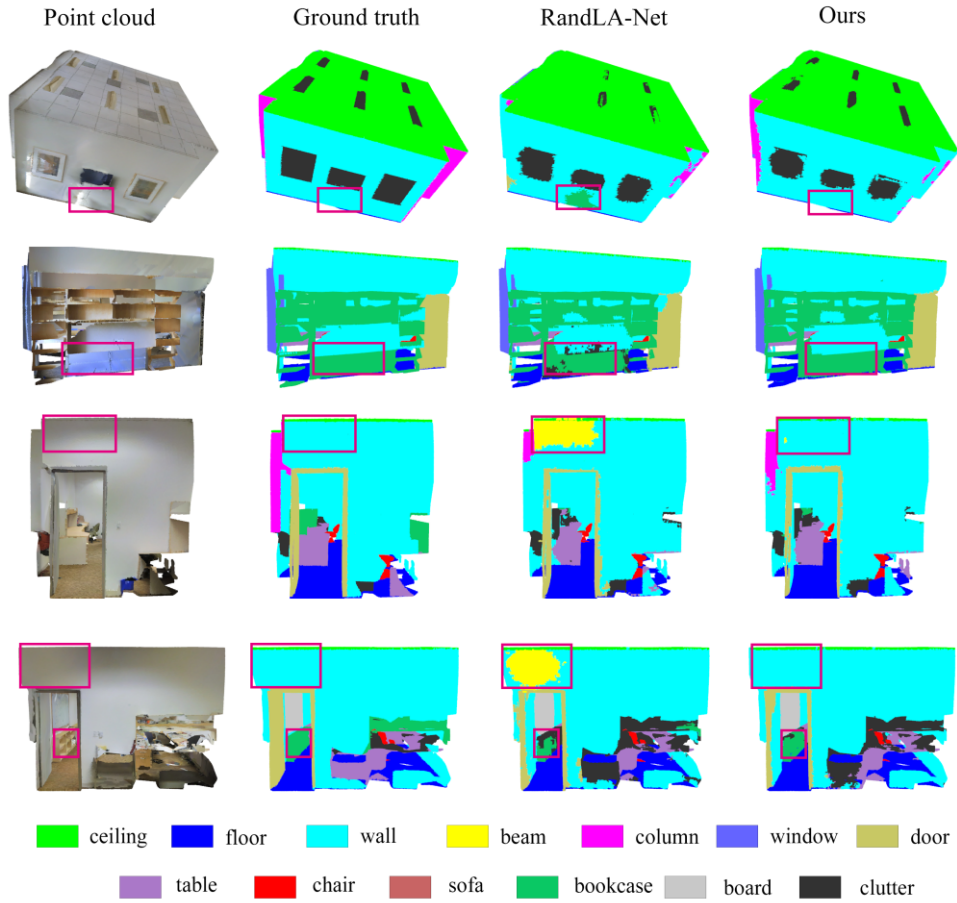 Point cloud Ground truth RandLA-Net Ours
ceiling floor wall beam column window door
table chair sofa bookcase board clutter